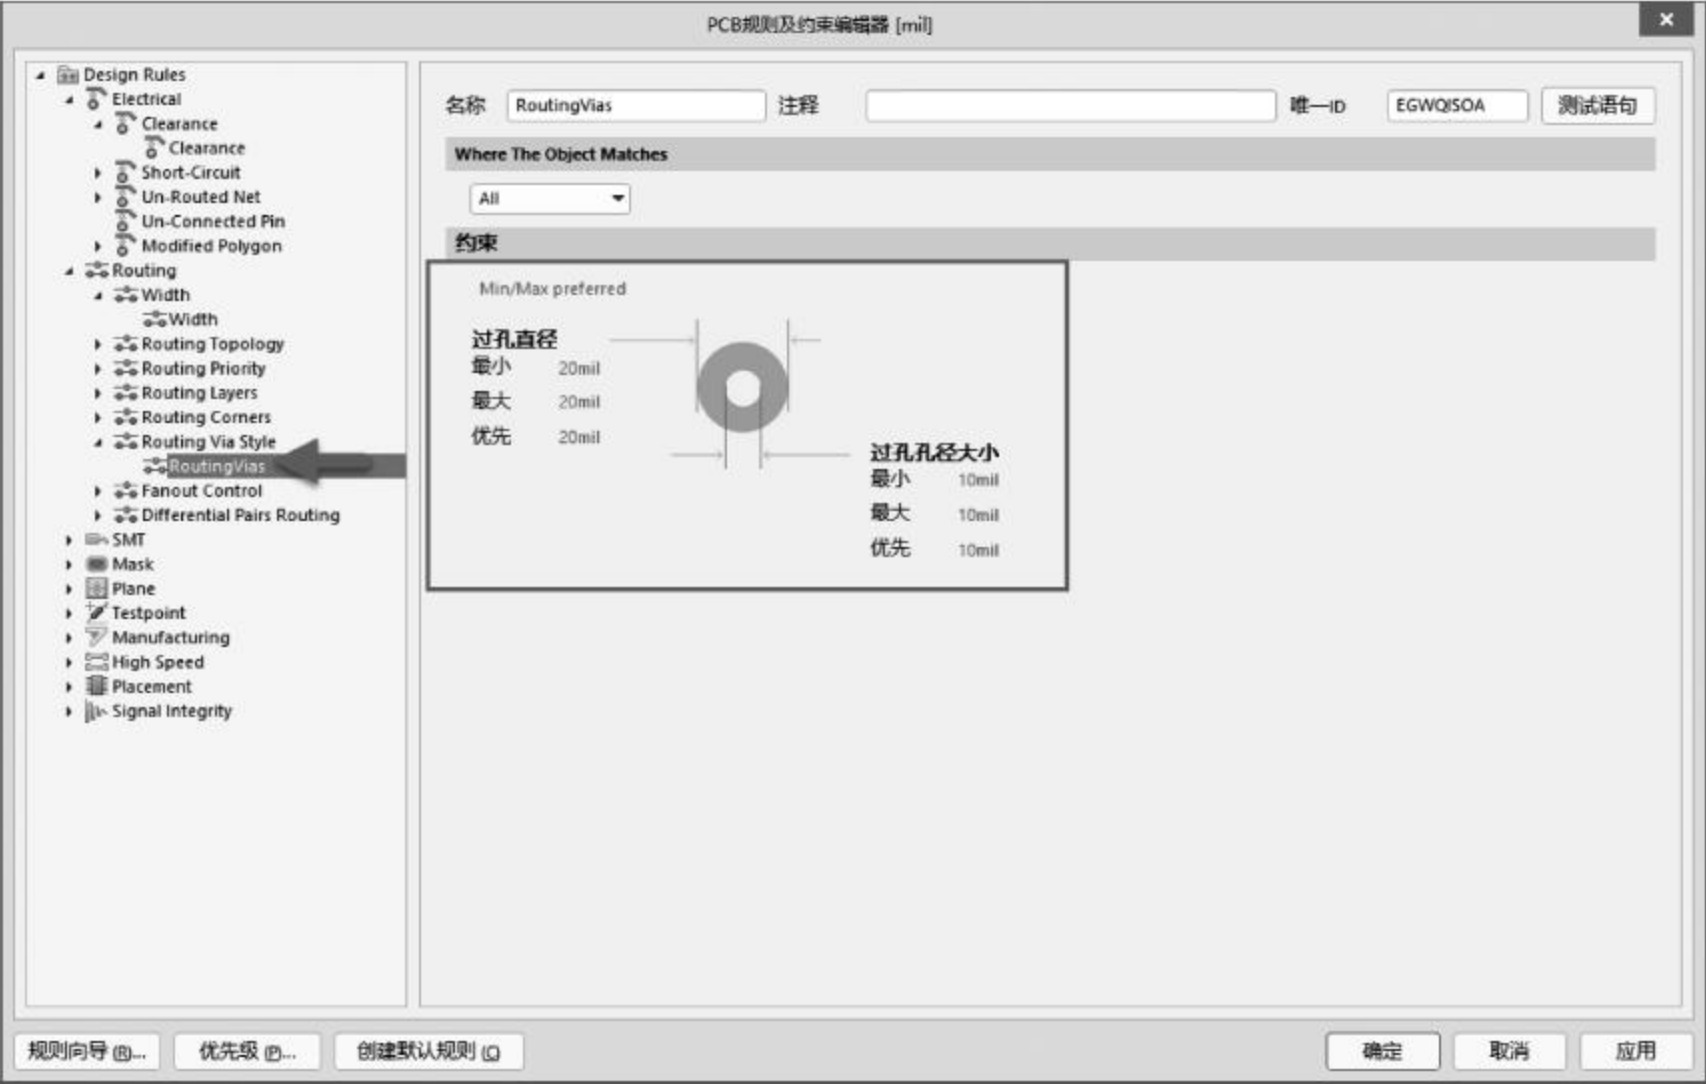 PCB规则及约束编辑器 [mil]
Design Rules
Electrical
Clearance
Clearance
Short-Circuit
Un-Routed Net
Un-Connected Pin
Modified Polygon
Routing
Width
Width
Routing Topology
Routing Priority
Routing Layers
Routing Corners
Routing Via Style
RoutingVias
Fanout Control
Differential Pairs Routing
SMT
Mask
Plane
Testpoint
Manufacturing
High Speed
Placement
Signal Integrity
名称 RoutingVias 注释 唯一ID EGWQISOA 测试语句
Where The Object Matches
All
约束
Min/Max preferred
过孔直径
最小 20mil
最大 20mil
优先 20mil
过孔孔径大小
最小 10mil
最大 10mil
优先 10mil
规则向导 (R)... 优先级 (P)... 创建默认规则 (C) 确定 取消 应用